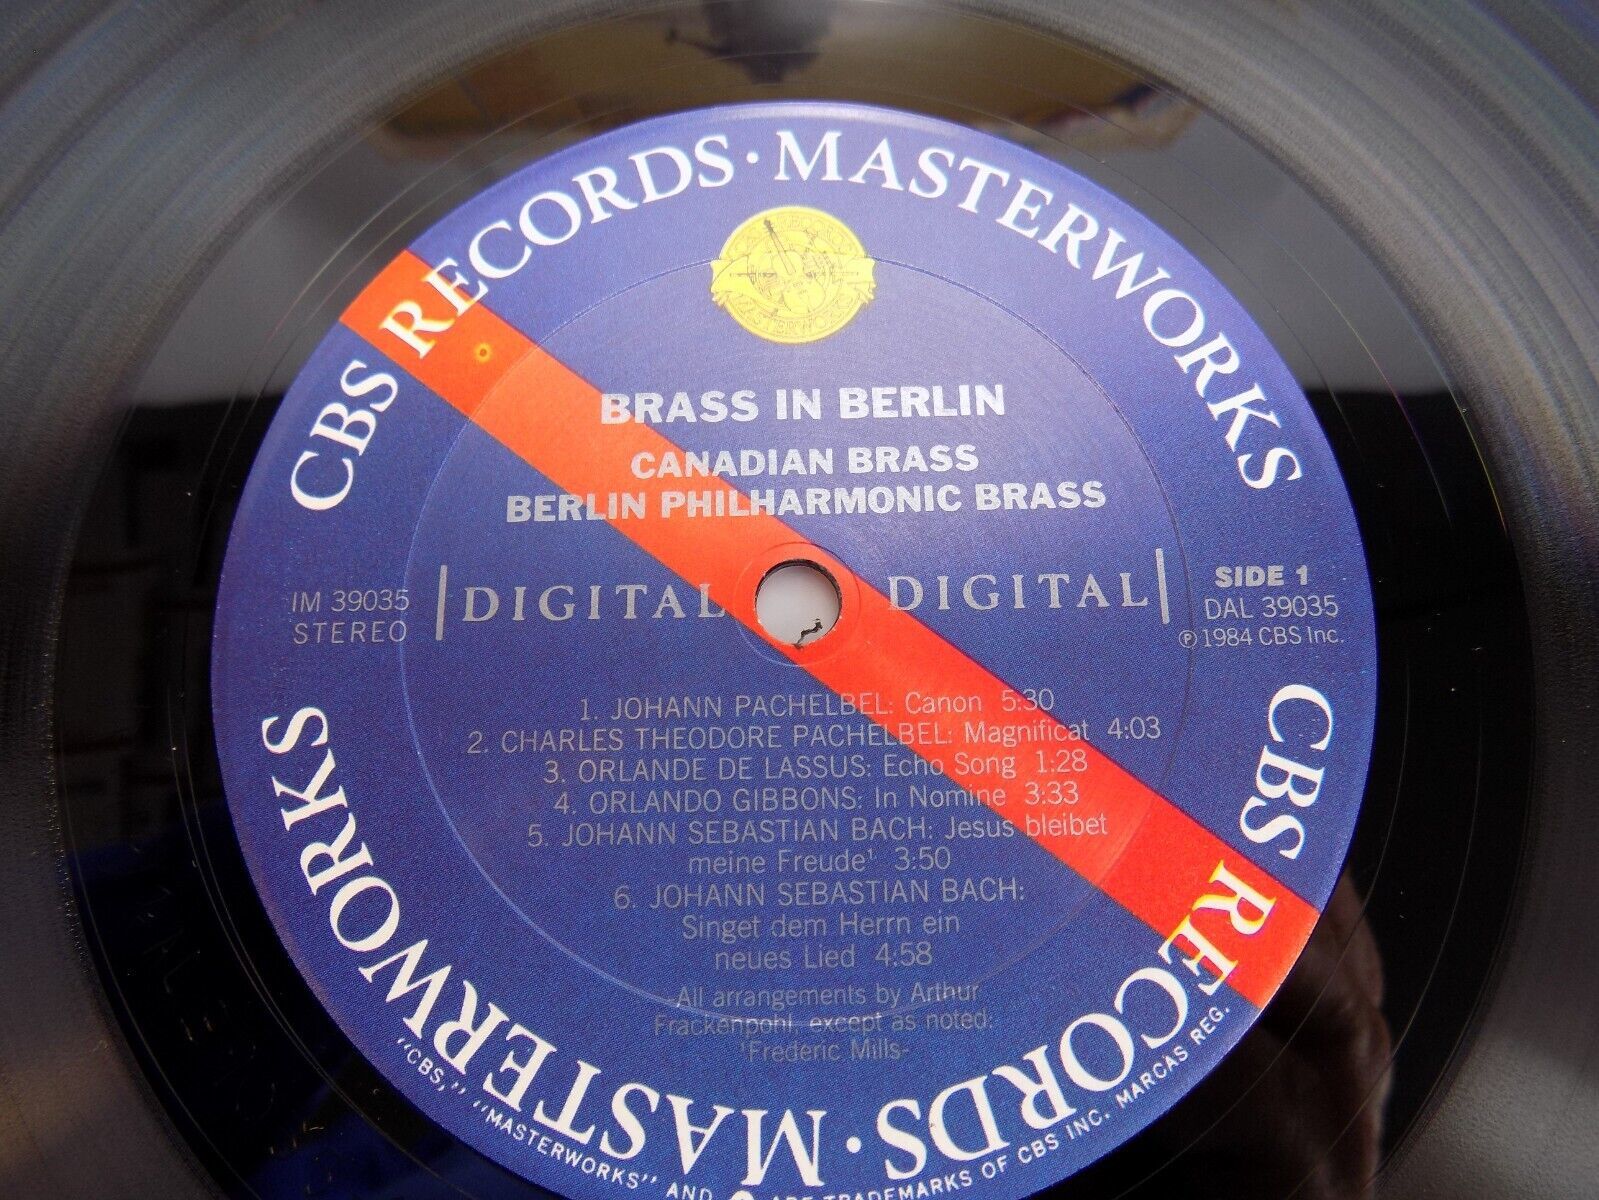 CBS RECORDS · MASTERWORKS
MASTERWORKS
BRASS IN BERLIN
CANADIAN BRASS
BERLIN PHILHARMONIC BRASS
IM 39035
STEREO
DIGITAL DIGITAL
SIDE 1
DAL 39035
℗ 1984 CBS Inc.
1. JOHANN PACHELBEL: Canon 5:30
2. CHARLES THEODORE PACHELBEL: Magnificat 4:03
3. ORLANDE DE LASSUS: Echo Song 1:28
4. ORLANDO GIBBONS: In Nomine 3:33
5. JOHANN SEBASTIAN BACH: Jesus bleibet
meine Freude¹ 3:50
6. JOHANN SEBASTIAN BACH:
Singet dem Herrn ein
neues Lied 4:58
-All arrangements by Arthur
Frackenpohl, except as noted:
¹Frederic Mills-
CBS RECORDS · MASTERWORKS
"CBS," "MASTERWORKS" AND ARE TRADEMARKS OF CBS INC. MARCAS REG.